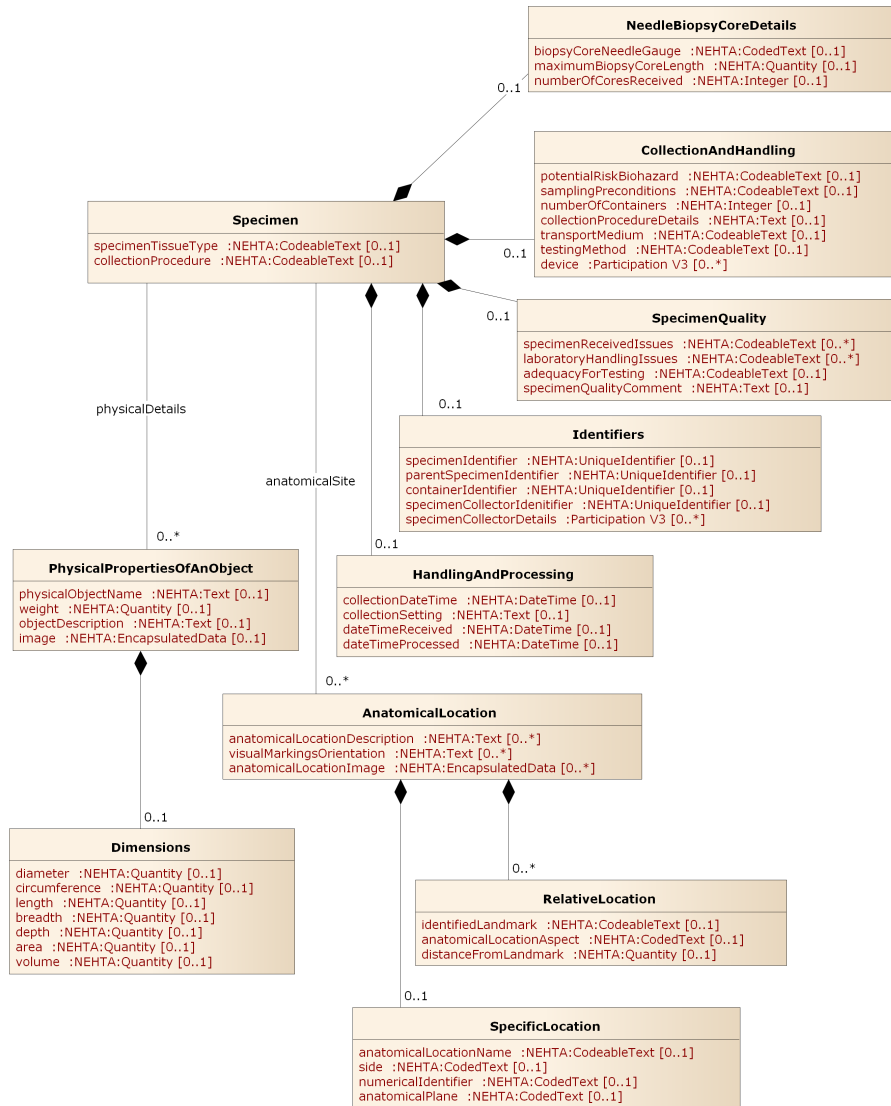 NeedleBiopsyCoreDetails
biopsyCoreNeedleGauge :NEHTA:CodedText [0..1]
maximumBiopsyCoreLength :NEHTA:Quantity [0..1]
numberOfCoresReceived :NEHTA:Integer [0..1]
0..1
CollectionAndHandling
potentialRiskBiohazard :NEHTA:CodeableText [0..1]
samplingPreconditions :NEHTA:CodeableText [0..1]
numberOfContainers :NEHTA:Integer [0..1]
collectionProcedureDetails :NEHTA:Text [0..1]
transportMedium :NEHTA:CodeableText [0..1]
testingMethod :NEHTA:CodeableText [0..1]
device :Participation V3 [0..*]
0..1
Specimen
specimenTissueType :NEHTA:CodeableText [0..1]
collectionProcedure :NEHTA:CodeableText [0..1]
SpecimenQuality
specimenReceivedIssues :NEHTA:CodeableText [0..*]
laboratoryHandlingIssues :NEHTA:CodeableText [0..*]
adequacyForTesting :NEHTA:CodeableText [0..1]
specimenQualityComment :NEHTA:Text [0..1]
0..1
physicalDetails
0..1
Identifiers
specimenIdentifier :NEHTA:UniqueIdentifier [0..1]
parentSpecimenIdentifier :NEHTA:UniqueIdentifier [0..1]
containerIdentifier :NEHTA:UniqueIdentifier [0..1]
specimenCollectorIdenitifier :NEHTA:UniqueIdentifier [0..1]
specimenCollectorDetails :Participation V3 [0..*]
anatomicalSite
0..*
PhysicalPropertiesOfAnObject
physicalObjectName :NEHTA:Text [0..1]
weight :NEHTA:Quantity [0..1]
objectDescription :NEHTA:Text [0..1]
image :NEHTA:EncapsulatedData [0..1]
0..1
HandlingAndProcessing
collectionDateTime :NEHTA:DateTime [0..1]
collectionSetting :NEHTA:Text [0..1]
dateTimeReceived :NEHTA:DateTime [0..1]
dateTimeProcessed :NEHTA:DateTime [0..1]
0..*
AnatomicalLocation
anatomicalLocationDescription :NEHTA:Text [0..*]
visualMarkingsOrientation :NEHTA:Text [0..*]
anatomicalLocationImage :NEHTA:EncapsulatedData [0..*]
0..1
Dimensions
diameter :NEHTA:Quantity [0..1]
circumference :NEHTA:Quantity [0..1]
length :NEHTA:Quantity [0..1]
breadth :NEHTA:Quantity [0..1]
depth :NEHTA:Quantity [0..1]
area :NEHTA:Quantity [0..1]
volume :NEHTA:Quantity [0..1]
0..*
RelativeLocation
identifiedLandmark :NEHTA:CodeableText [0..1]
anatomicalLocationAspect :NEHTA:CodedText [0..1]
distanceFromLandmark :NEHTA:Quantity [0..1]
0..1
SpecificLocation
anatomicalLocationName :NEHTA:CodeableText [0..1]
side :NEHTA:CodedText [0..1]
numericalIdentifier :NEHTA:CodedText [0..1]
anatomicalPlane :NEHTA:CodedText [0..1]